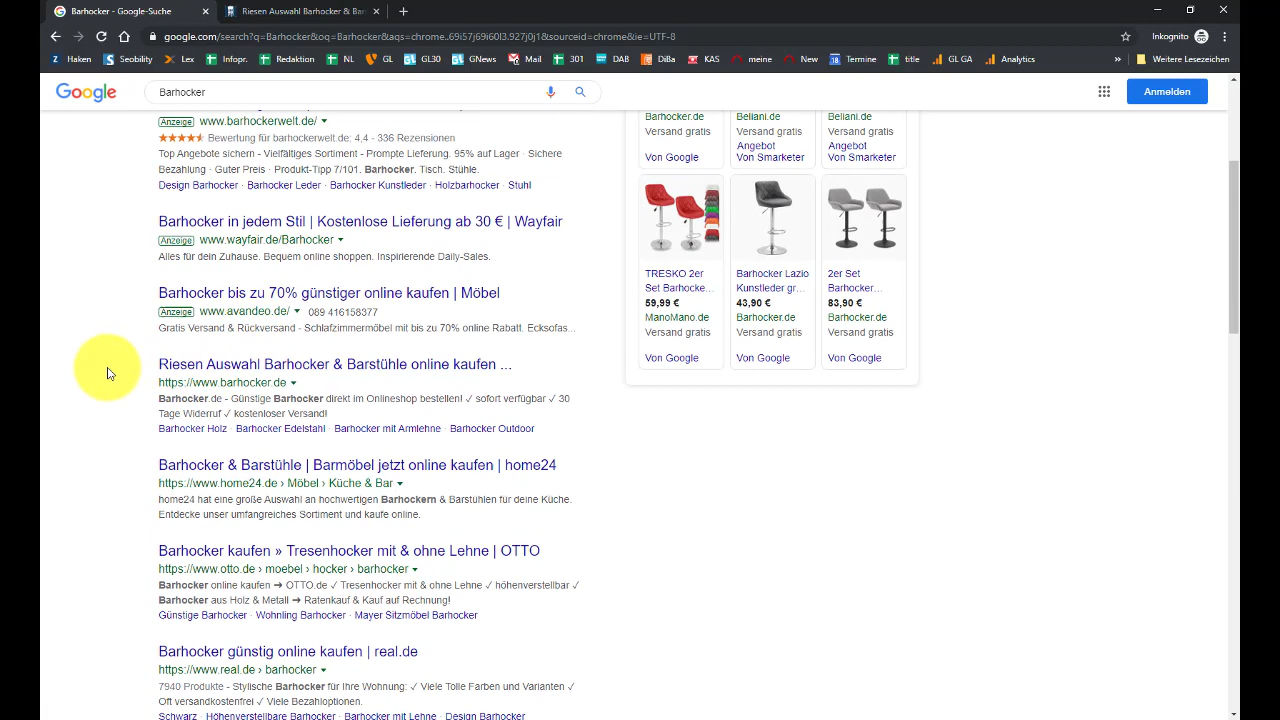 Barhocker - Google-Suche
Riesen Auswahl Barhocker & Bar
google.com/search?q=Barhocker&oq=Barhocker&aqs=chrome..69i57j69i60l3.927j0j1&sourceid=chrome&ie=UTF-8
Inkognito
Haken
Seobility
Lex
Infopr.
Redaktion
NL
GL
GL30
GNews
Mail
301
DAB
DiBa
KAS
meine
New
Termine
title
GL GA
Analytics
»
Weitere Lesezeichen
Google
Barhocker
Anmelden
Anzeige www.barhockerwelt.de/
Bewertung für barhockerwelt.de: 4,4 - 336 Rezensionen
Top Angebote sichern - Vielfältiges Sortiment - Prompte Lieferung. 95% auf Lager · Sichere
Bezahlung · Guter Preis · Produkt-Tipp 7/101. Barhocker. Tisch. Stühle.
Design Barhocker · Barhocker Leder · Barhocker Kunstleder · Holzbarhocker · Stuhl
Barhocker in jedem Stil | Kostenlose Lieferung ab 30 € | Wayfair
Anzeige www.wayfair.de/Barhocker
Alles für dein Zuhause. Bequem online shoppen. Inspirierende Daily-Sales.
Barhocker bis zu 70% günstiger online kaufen | Möbel
Anzeige www.avandeo.de/ 089 416158377
Gratis Versand & Rückversand - Schlafzimmermöbel mit bis zu 70% online Rabatt. Ecksofas...
Riesen Auswahl Barhocker & Barstühle online kaufen ...
https://www.barhocker.de
Barhocker.de - Günstige Barhocker direkt im Onlineshop bestellen! ✓ sofort verfügbar ✓ 30
Tage Widerruf ✓ kostenloser Versand!
Barhocker Holz · Barhocker Edelstahl · Barhocker mit Armlehne · Barhocker Outdoor
Barhocker & Barstühle | Barmöbel jetzt online kaufen | home24
https://www.home24.de › Möbel › Küche & Bar
home24 hat eine große Auswahl an hochwertigen Barhockern & Barstühlen für deine Küche.
Entdecke unser umfangreiches Sortiment und kaufe online.
Barhocker kaufen » Tresenhocker mit & ohne Lehne | OTTO
https://www.otto.de › moebel › hocker › barhocker
Barhocker online kaufen ➔ OTTO.de ✓ Tresenhocker mit & ohne Lehne ✓ höhenverstellbar ✓
Barhocker aus Holz & Metall ➔ Ratenkauf & Kauf auf Rechnung!
Günstige Barhocker · Wohnling Barhocker · Mayer Sitzmöbel Barhocker
Barhocker günstig online kaufen | real.de
https://www.real.de › barhocker
7940 Produkte - Stylische Barhocker für Ihre Wohnung: ✓ Viele Tolle Farben und Varianten ✓
Oft versandkostenfrei ✓ Viele Bezahloptionen.
Schwarz · Höhenverstellbare Barhocker · Barhocker mit Lehne · Design Barhocker
Barhocker.de
Versand gratis
Von Google
Beliani.de
Versand gratis
Angebot
Von Smarketer
Beliani.de
Versand gratis
Angebot
Von Smarketer
TRESKO 2er
Set Barhocke...
59,99 €
ManoMano.de
Versand gratis
Von Google
Barhocker Lazio
Kunstleder gr...
43,90 €
Barhocker.de
Versand gratis
Von Google
2er Set
Barhocker...
83,90 €
Barhocker.de
Versand gratis
Von Google